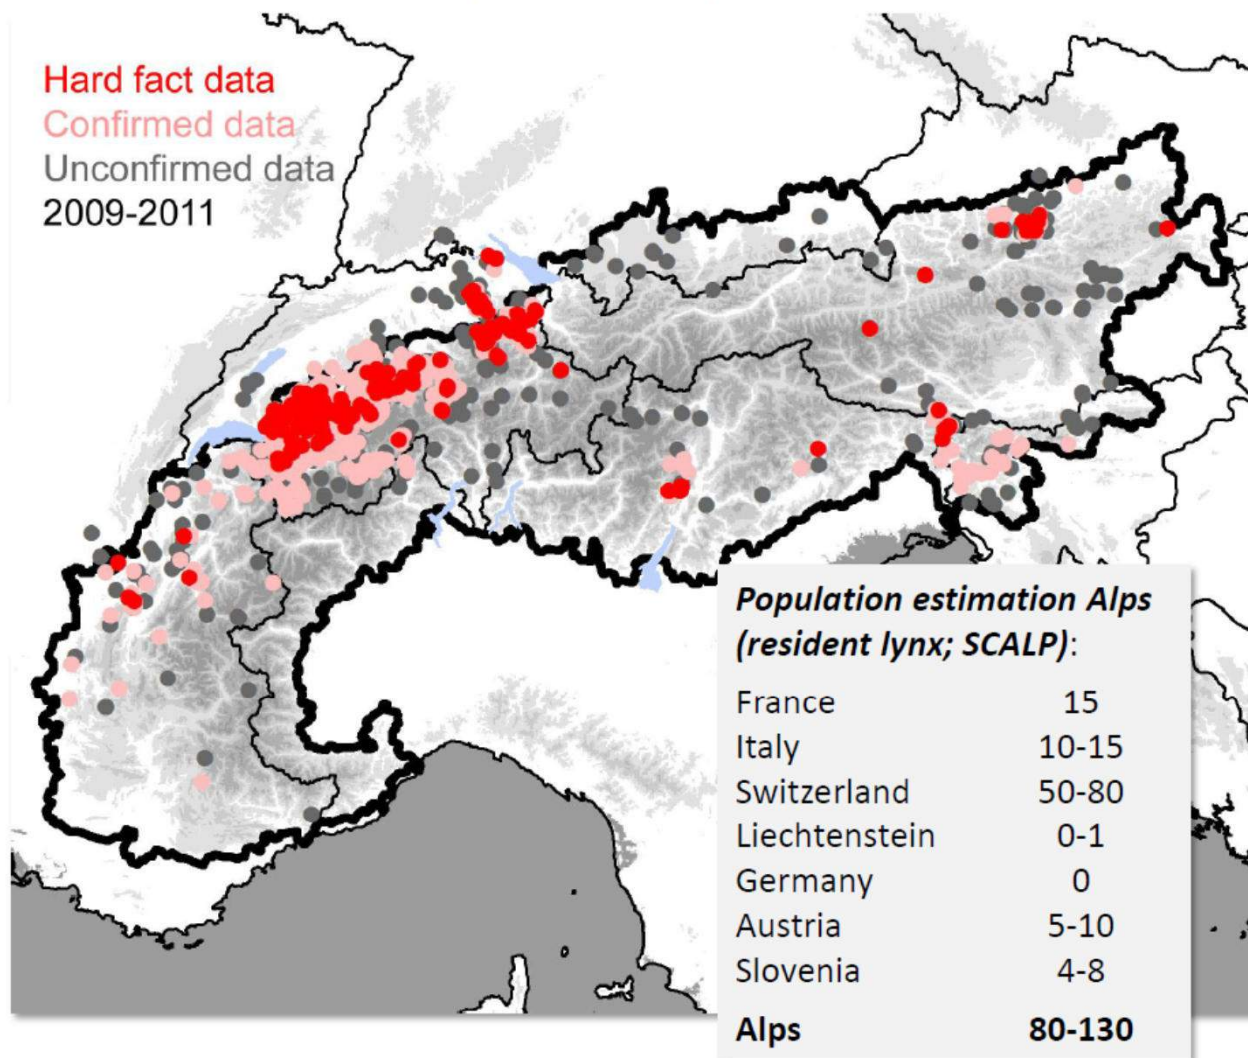 Hard fact data
Confirmed data
Unconfirmed data
2009-2011
Population estimation Alps
(resident lynx; SCALP):
France 15
Italy 10-15
Switzerland 50-80
Liechtenstein 0-1
Germany 0
Austria 5-10
Slovenia 4-8
Alps 80-130